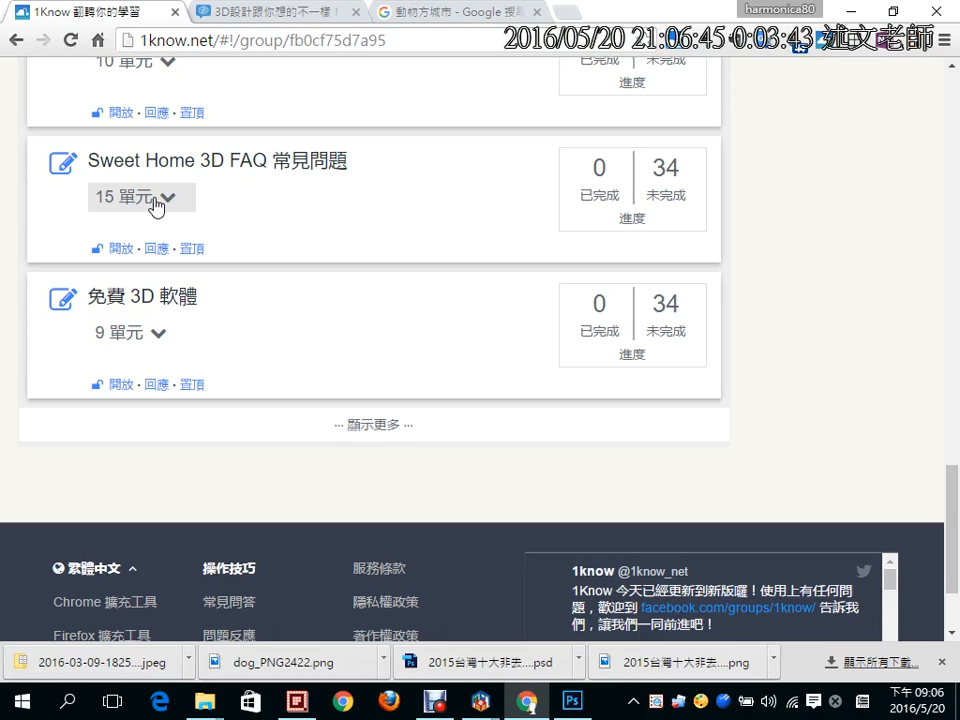 1Know 翻轉你的學習
3D設計跟你想的不一樣！
動物方城市 - Google 搜尋
harmonica80
1know.net/#!/group/fb0cf75d7a95
2016/05/20 21:06:45 0:03:43 述文老師
10 單元
已完成
未完成
進度
開放 · 回應 · 置頂
Sweet Home 3D FAQ 常見問題
15 單元
0
34
已完成
未完成
進度
開放 · 回應 · 置頂
免費 3D 軟體
9 單元
0
34
已完成
未完成
進度
開放 · 回應 · 置頂
··· 顯示更多 ···
繁體中文
操作技巧
服務條款
Chrome 擴充工具
常見問答
隱私權政策
Firefox 擴充工具
問題反應
著作權政策
1know @1know_net
1Know 今天已經更新到新版囉！使用上有任何問
題，歡迎到 facebook.com/groups/1know/ 告訴我
們，讓我們一同前進吧！
2016-03-09-1825....jpeg
dog_PNG2422.png
2015台灣十大非去....psd
2015台灣十大非去....png
顯示所有下載...
下午 09:06
2016/5/20